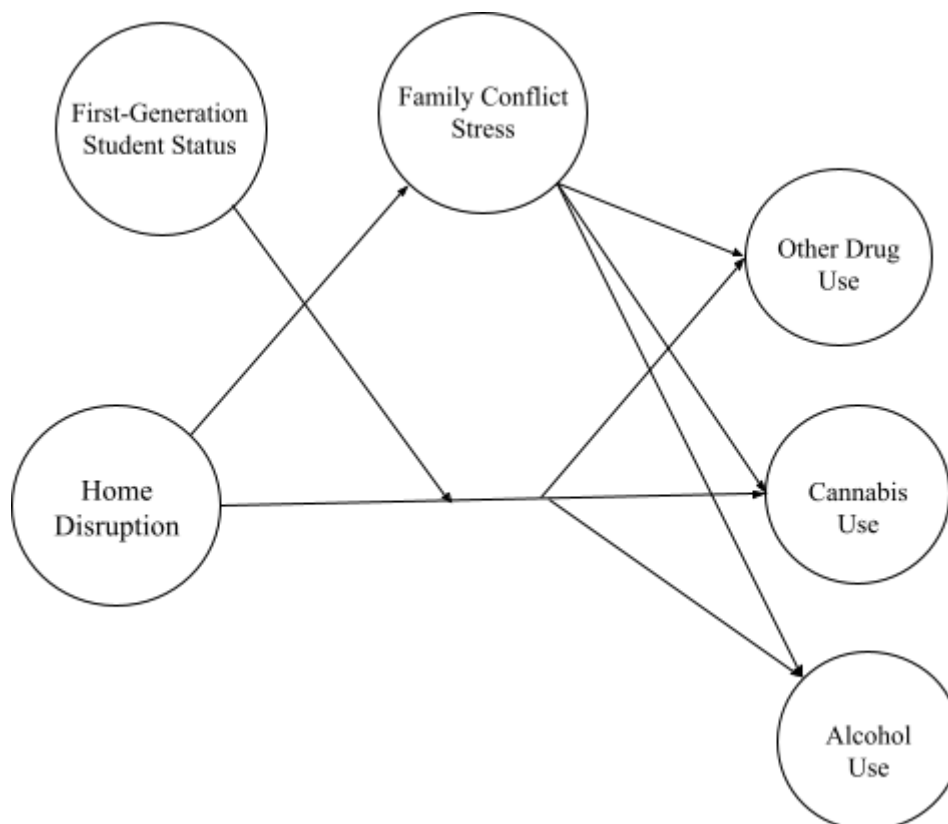 First-Generation
Student Status
Family Conflict
Stress
Other Drug
Use
Home
Disruption
Cannabis
Use
Alcohol
Use